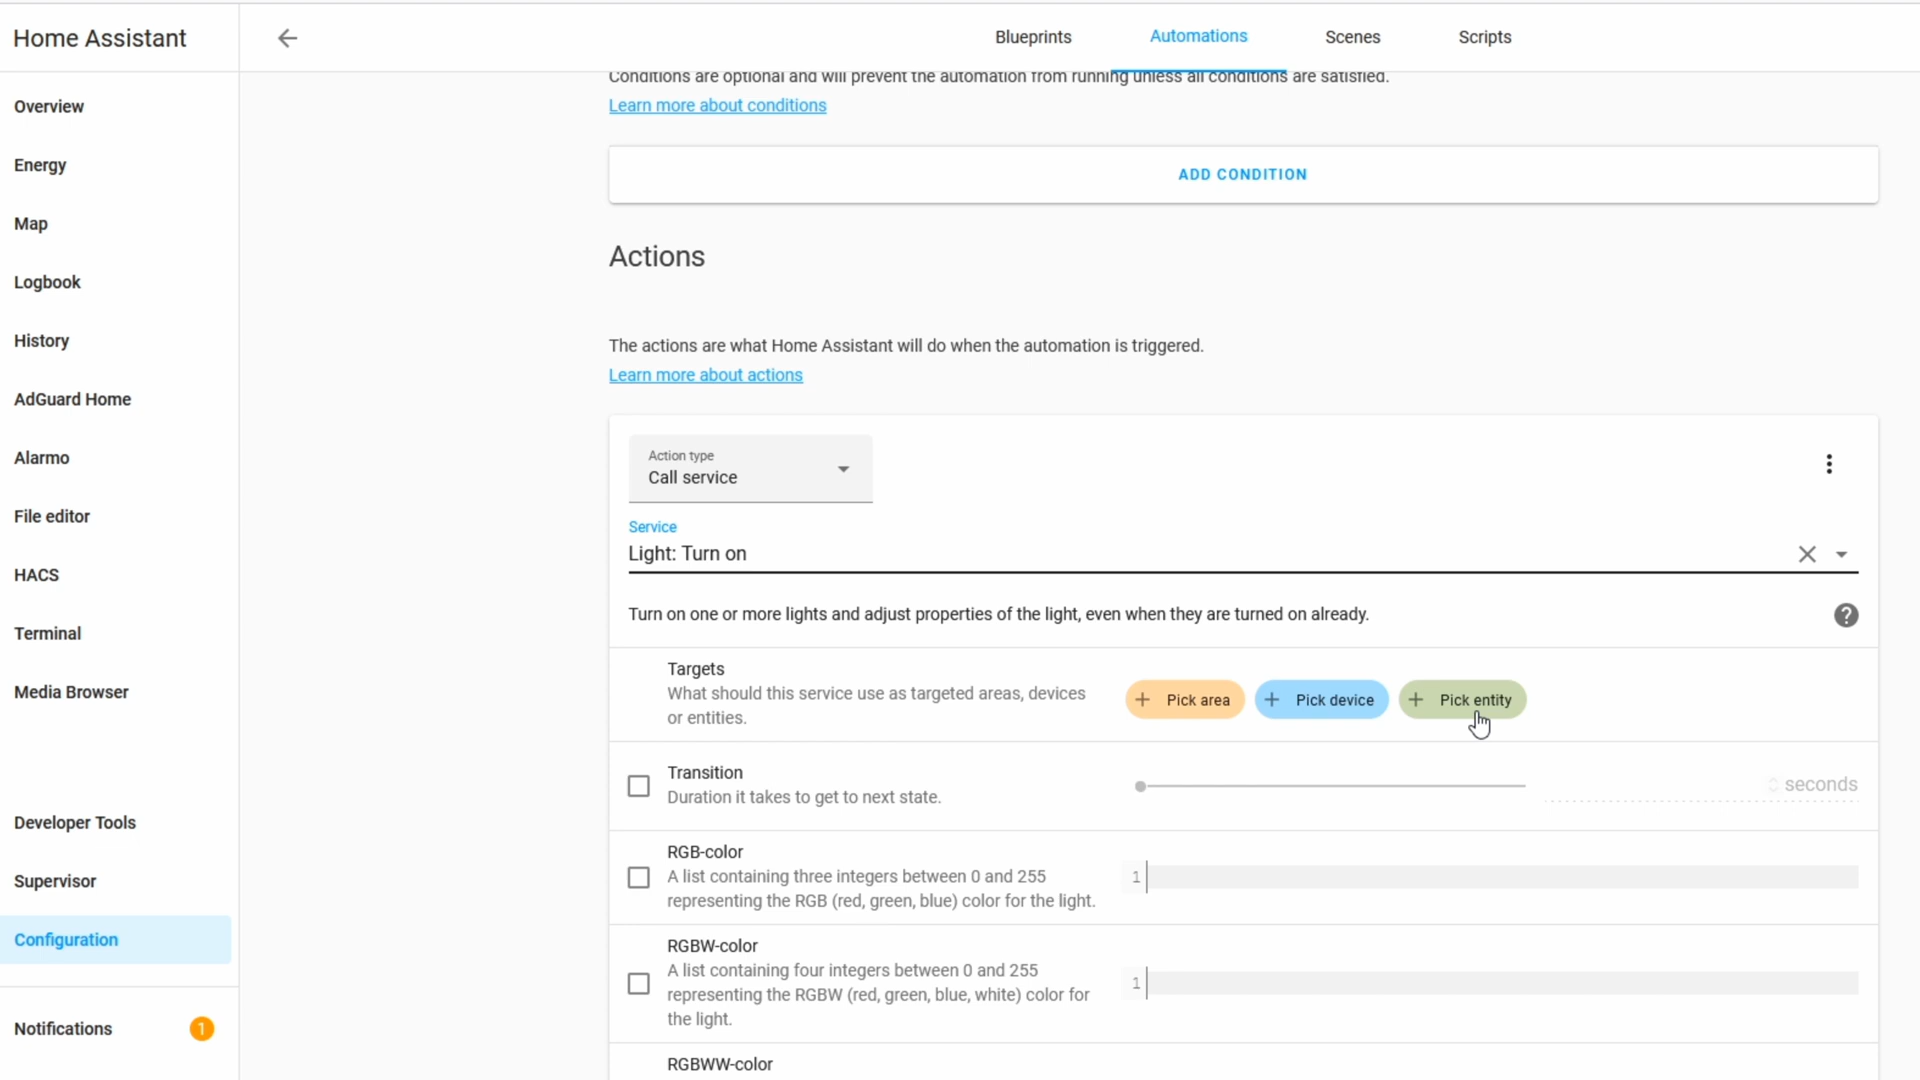 Home Assistant
Blueprints
Automations
Scenes
Scripts
Overview
Energy
Map
Logbook
History
AdGuard Home
Alarmo
File editor
HACS
Terminal
Media Browser
Developer Tools
Supervisor
Configuration
Notifications
1
Conditions are optional and will prevent the automation from running unless all conditions are satisfied.
Learn more about conditions
ADD CONDITION
Actions
The actions are what Home Assistant will do when the automation is triggered.
Learn more about actions
Action type
Call service
Service
Light: Turn on
Turn on one or more lights and adjust properties of the light, even when they are turned on already.
Targets
What should this service use as targeted areas, devices
or entities.
Pick area
Pick device
Pick entity
Transition
Duration it takes to get to next state.
seconds
RGB-color
A list containing three integers between 0 and 255
representing the RGB (red, green, blue) color for the light.
1
RGBW-color
A list containing four integers between 0 and 255
representing the RGBW (red, green, blue, white) color for
the light.
1
RGBWW-color